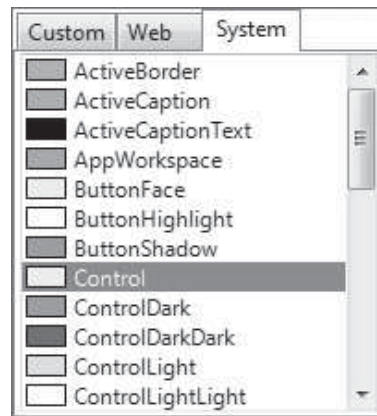 Custom Web System
ActiveBorder
ActiveCaption
ActiveCaptionText
AppWorkspace
ButtonFace
ButtonHighlight
ButtonShadow
Control
ControlDark
ControlDarkDark
ControlLight
ControlLightLight